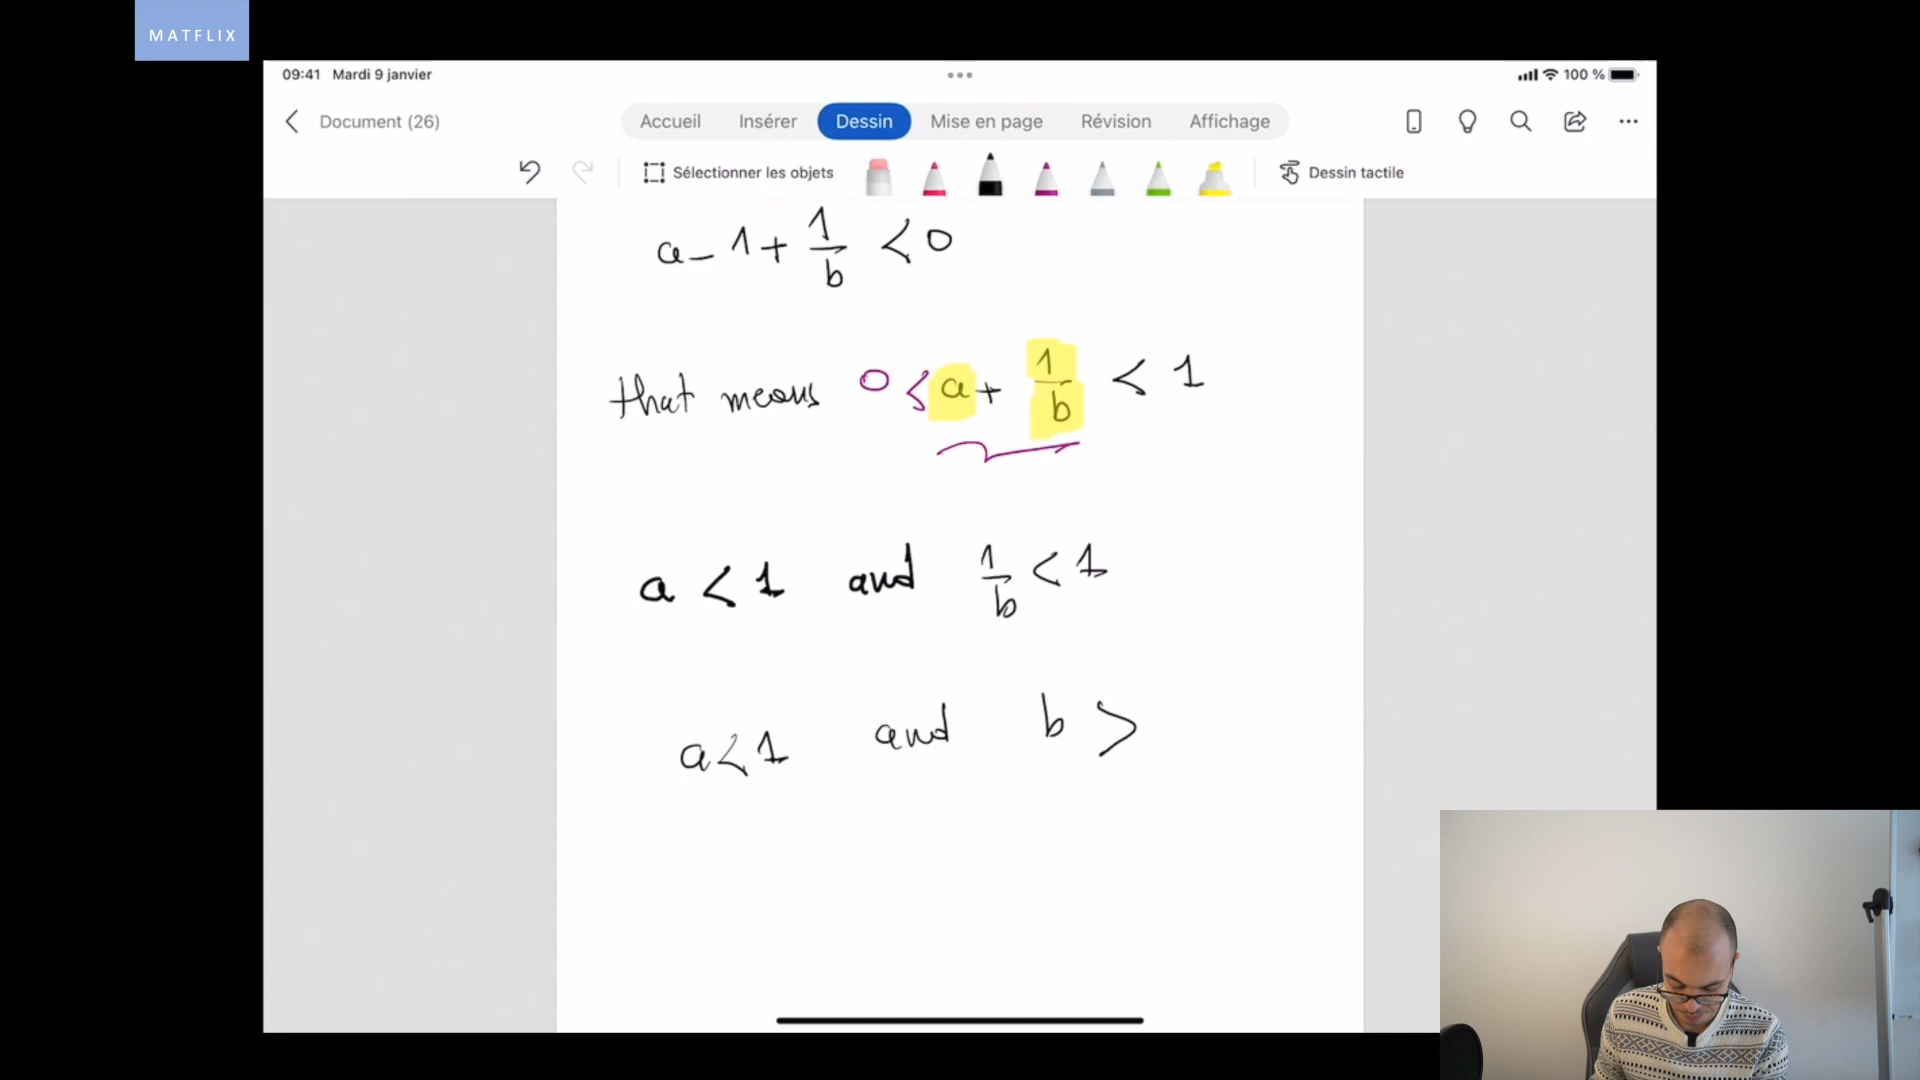 MATFLIX
09:41 Mardi 9 janvier
100 %
Document (26)
Accueil Insérer Dessin Mise en page Révision Affichage
Sélectionner les objets
Dessin tactile
a - 1 + 1/b < 0
that means 0 < a + 1/b < 1
a < 1 and 1/b < 1
a < 1 and b >